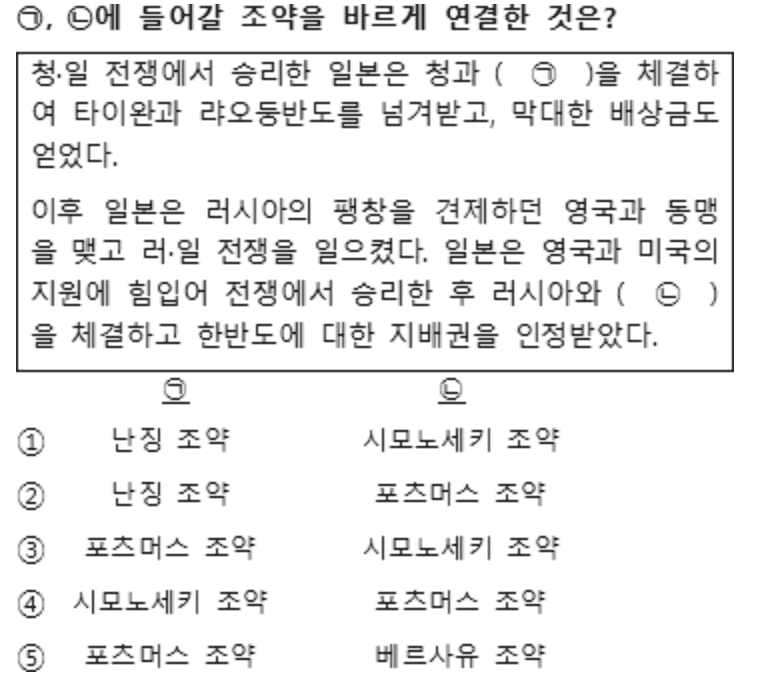 ㉠, ㉡에 들어갈 조약을 바르게 연결한 것은?
청·일 전쟁에서 승리한 일본은 청과 ( ㉠ )을 체결하
여 타이완과 랴오둥반도를 넘겨받고, 막대한 배상금도
얻었다.
이후 일본은 러시아의 팽창을 견제하던 영국과 동맹
을 맺고 러·일 전쟁을 일으켰다. 일본은 영국과 미국의
지원에 힘입어 전쟁에서 승리한 후 러시아와 ( ㉡ )
을 체결하고 한반도에 대한 지배권을 인정받았다.
㉠ ㉡
① 난징 조약 시모노세키 조약
② 난징 조약 포츠머스 조약
③ 포츠머스 조약 시모노세키 조약
④ 시모노세키 조약 포츠머스 조약
⑤ 포츠머스 조약 베르사유 조약